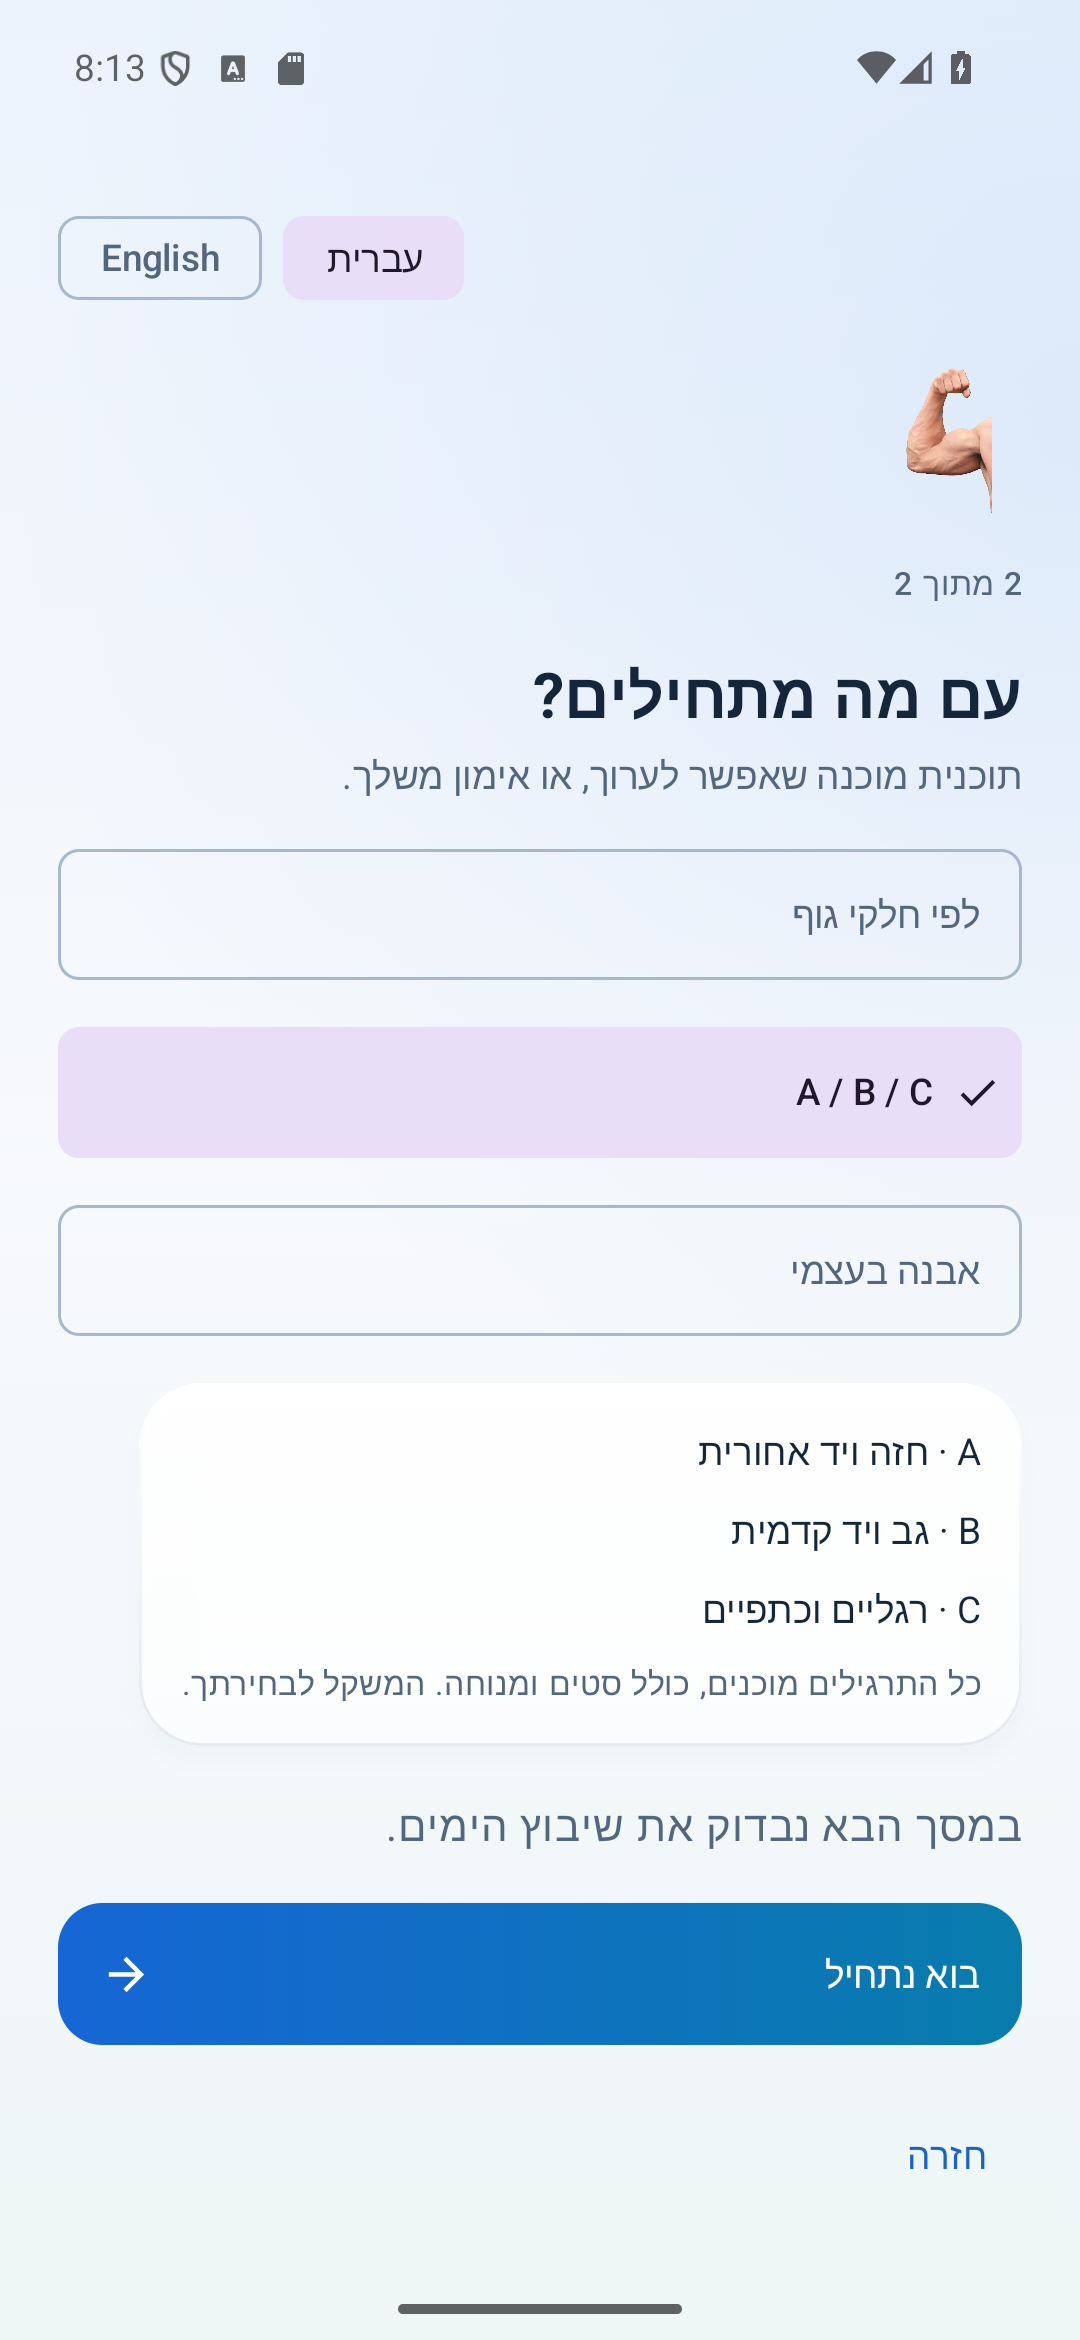 8:13
English
עברית
2 מתוך 2
עם מה מתחילים?
תוכנית מוכנה שאפשר לערוך, או אימון משלך.
לפי חלקי גוף
A / B / C
אבנה בעצמי
A · חזה ויד אחורית
B · גב ויד קדמית
C · רגליים וכתפיים
כל התרגילים מוכנים, כולל סטים ומנוחה. המשקל לבחירתך.
במסך הבא נבדוק את שיבוץ הימים.
בוא נתחיל
חזרה